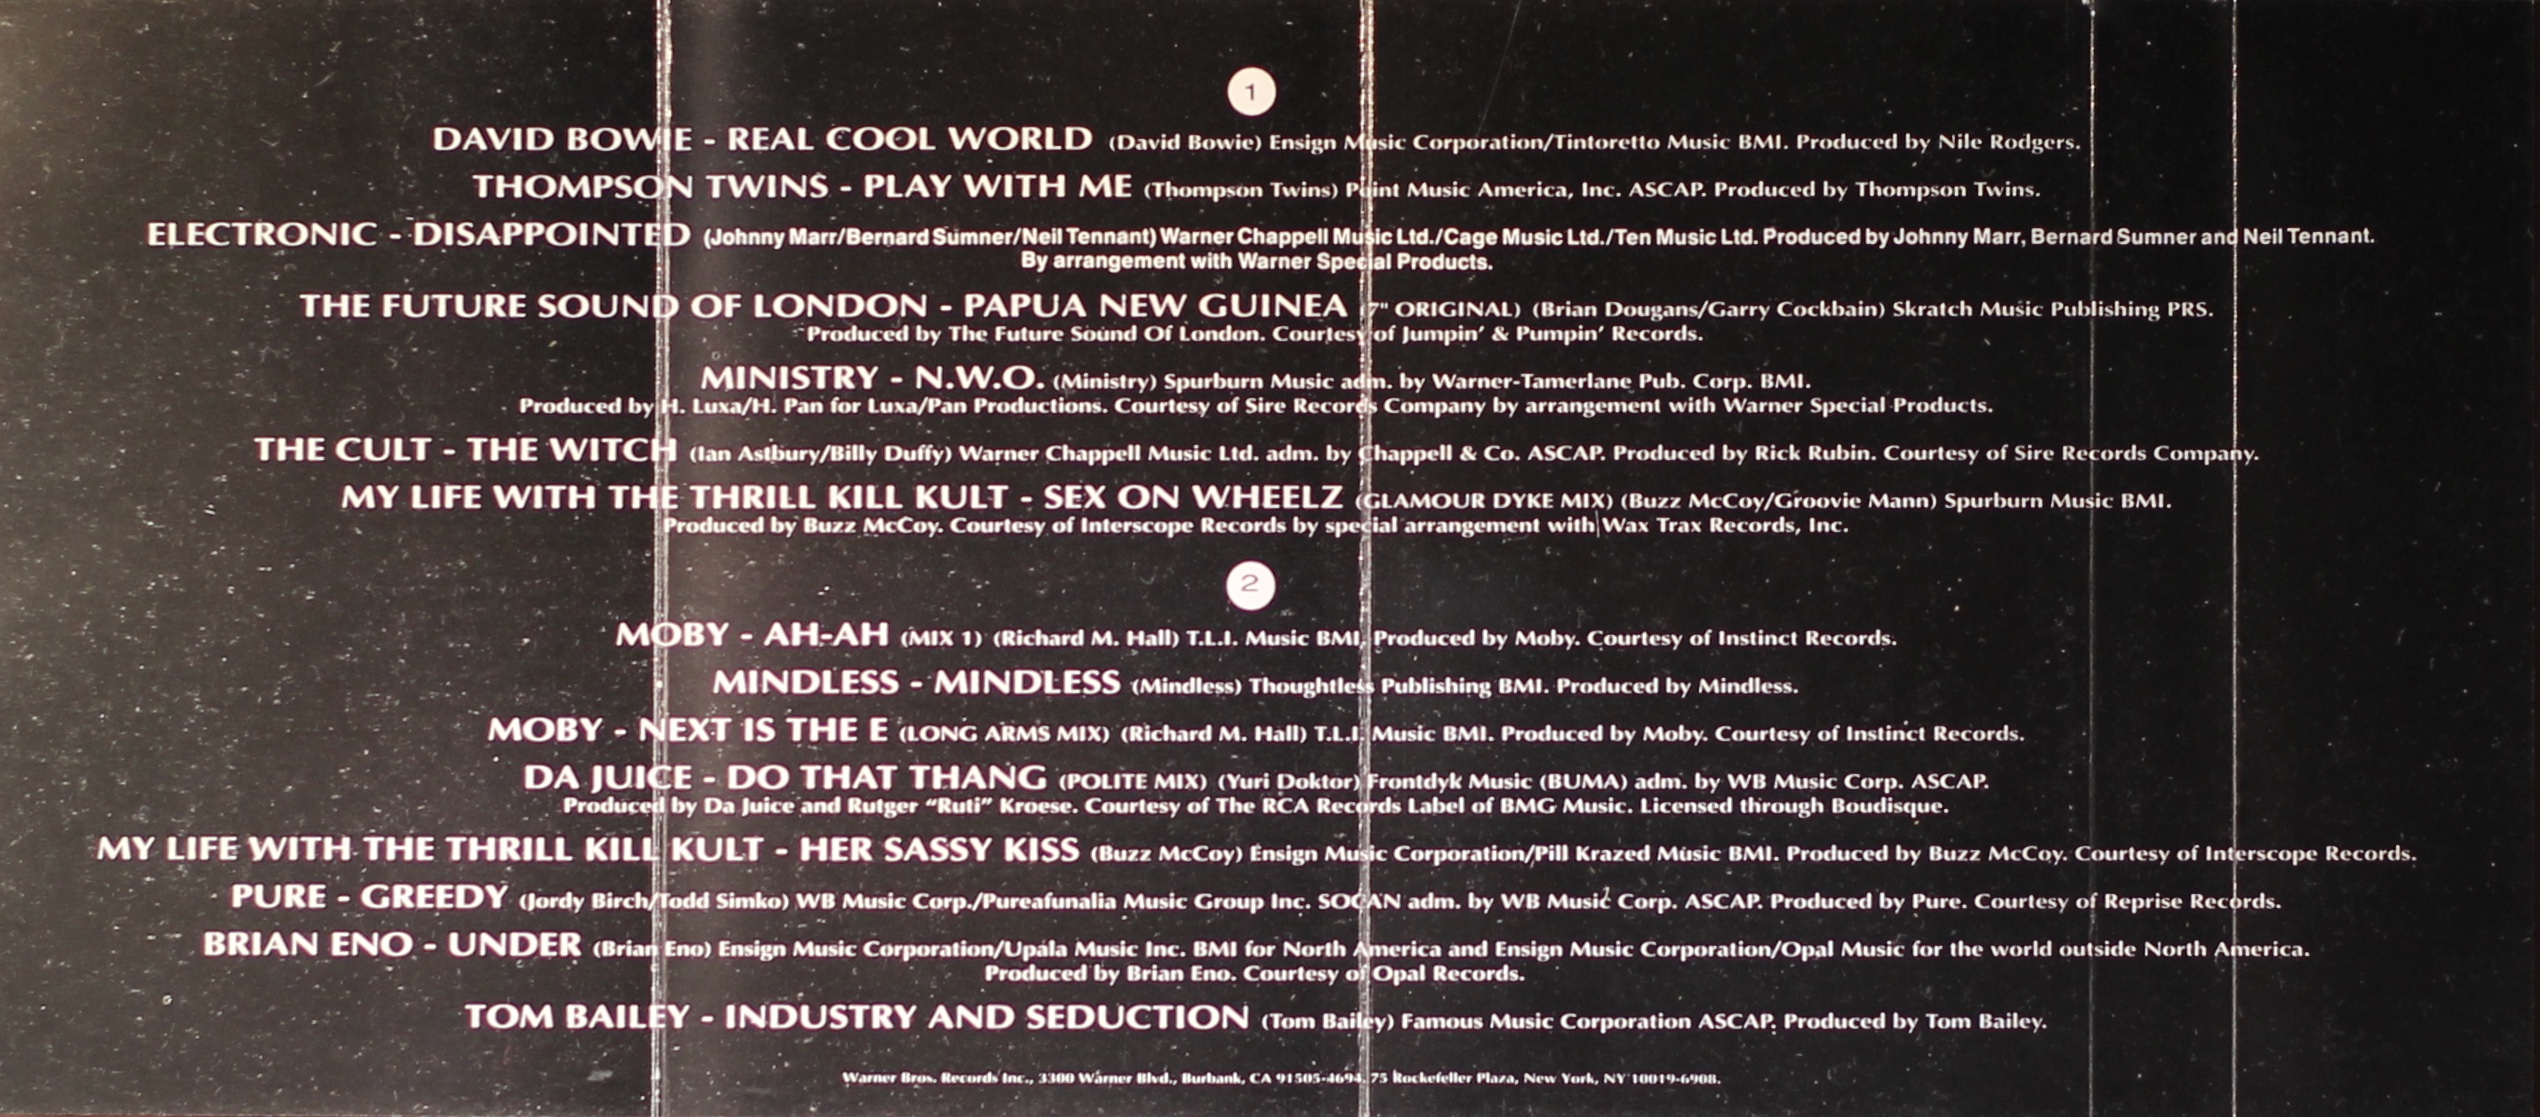 1
DAVID BOWIE - REAL COOL WORLD (David Bowie) Ensign Music Corporation/Tintoretto Music BMI. Produced by Nile Rodgers.
THOMPSON TWINS - PLAY WITH ME (Thompson Twins) Point Music America, Inc. ASCAP. Produced by Thompson Twins.
ELECTRONIC - DISAPPOINTED (Johnny Marr/Bernard Sumner/Neil Tennant) Warner Chappell Music Ltd./Cage Music Ltd./Ten Music Ltd. Produced by Johnny Marr, Bernard Sumner and Neil Tennant.
By arrangement with Warner Special Products.
THE FUTURE SOUND OF LONDON - PAPUA NEW GUINEA (7" ORIGINAL) (Brian Dougans/Garry Cockbain) Skratch Music Publishing PRS.
Produced by The Future Sound Of London. Courtesy of Jumpin' & Pumpin' Records.
MINISTRY - N.W.O. (Ministry) Spurburn Music adm. by Warner-Tamerlane Pub. Corp. BMI.
Produced by H. Luxa/H. Pan for Luxa/Pan Productions. Courtesy of Sire Records Company by arrangement with Warner Special Products.
THE CULT - THE WITCH (Ian Astbury/Billy Duffy) Warner Chappell Music Ltd. adm. by Chappell & Co. ASCAP. Produced by Rick Rubin. Courtesy of Sire Records Company.
MY LIFE WITH THE THRILL KILL KULT - SEX ON WHEELZ (GLAMOUR DYKE MIX) (Buzz McCoy/Groovie Mann) Spurburn Music BMI.
Produced by Buzz McCoy. Courtesy of Interscope Records by special arrangement with Wax Trax Records, Inc.
2
MOBY - AH-AH (MIX 1) (Richard M. Hall) T.L.I. Music BMI. Produced by Moby. Courtesy of Instinct Records.
MINDLESS - MINDLESS (Mindless) Thoughtless Publishing BMI. Produced by Mindless.
MOBY - NEXT IS THE E (LONG ARMS MIX) (Richard M. Hall) T.L.I. Music BMI. Produced by Moby. Courtesy of Instinct Records.
DA JUICE - DO THAT THANG (POLITE MIX) (Yuri Doktor) Frontdyk Music (BUMA) adm. by WB Music Corp. ASCAP.
Produced by Da Juice and Rutger “Ruti” Kroese. Courtesy of The RCA Records Label of BMG Music. Licensed through Boudisque.
MY LIFE WITH THE THRILL KILL KULT - HER SASSY KISS (Buzz McCoy) Ensign Music Corporation/Pill Krazed Music BMI. Produced by Buzz McCoy. Courtesy of Interscope Records.
PURE - GREEDY (Jordy Birch/Todd Simko) WB Music Corp./Pureafunalia Music Group Inc. SOCAN adm. by WB Music Corp. ASCAP. Produced by Pure. Courtesy of Reprise Records.
BRIAN ENO - UNDER (Brian Eno) Ensign Music Corporation/Upala Music Inc. BMI for North America and Ensign Music Corporation/Opal Music for the world outside North America.
Produced by Brian Eno. Courtesy of Opal Records.
TOM BAILEY - INDUSTRY AND SEDUCTION (Tom Bailey) Famous Music Corporation ASCAP. Produced by Tom Bailey.
Warner Bros. Records Inc., 3300 Warner Blvd., Burbank, CA 91505-4694. 75 Rockefeller Plaza, New York, NY 10019-6908.